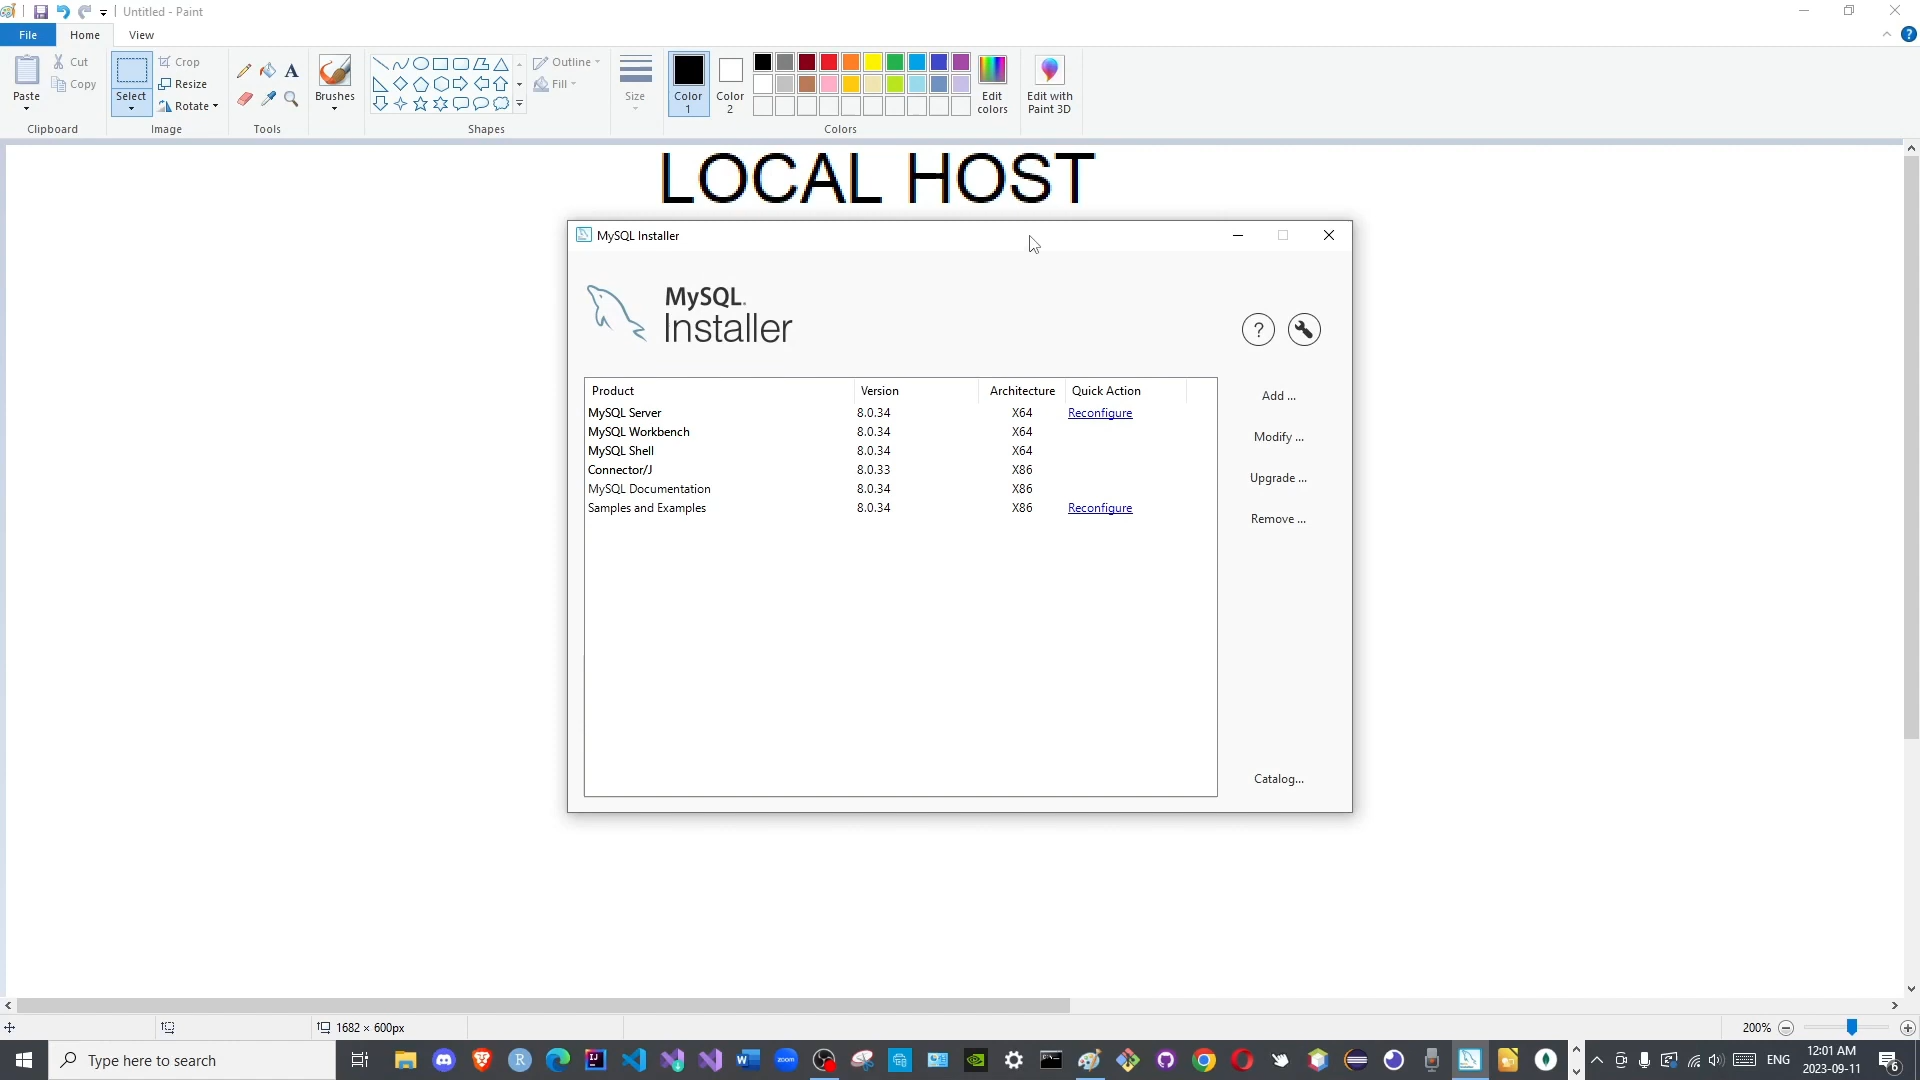 Untitled - Paint
File
Home
View
Paste
Cut
Copy
Clipboard
Select
Crop
Resize
Rotate
Image
Tools
Brushes
Shapes
Outline
Fill
Size
Color 1
Color 2
Colors
Edit colors
Edit with Paint 3D
LOCAL HOST
MySQL Installer
MySQL.
Installer
Product Version Architecture Quick Action
MySQL Server 8.0.34 X64 Reconfigure
MySQL Workbench 8.0.34 X64
MySQL Shell 8.0.34 X64
Connector/J 8.0.33 X86
MySQL Documentation 8.0.34 X86
Samples and Examples 8.0.34 X86 Reconfigure
Add ...
Modify ...
Upgrade ...
Remove ...
Catalog...
1682 × 600px
200%
Type here to search
zoom
ENG
12:01 AM
2023-09-11
6